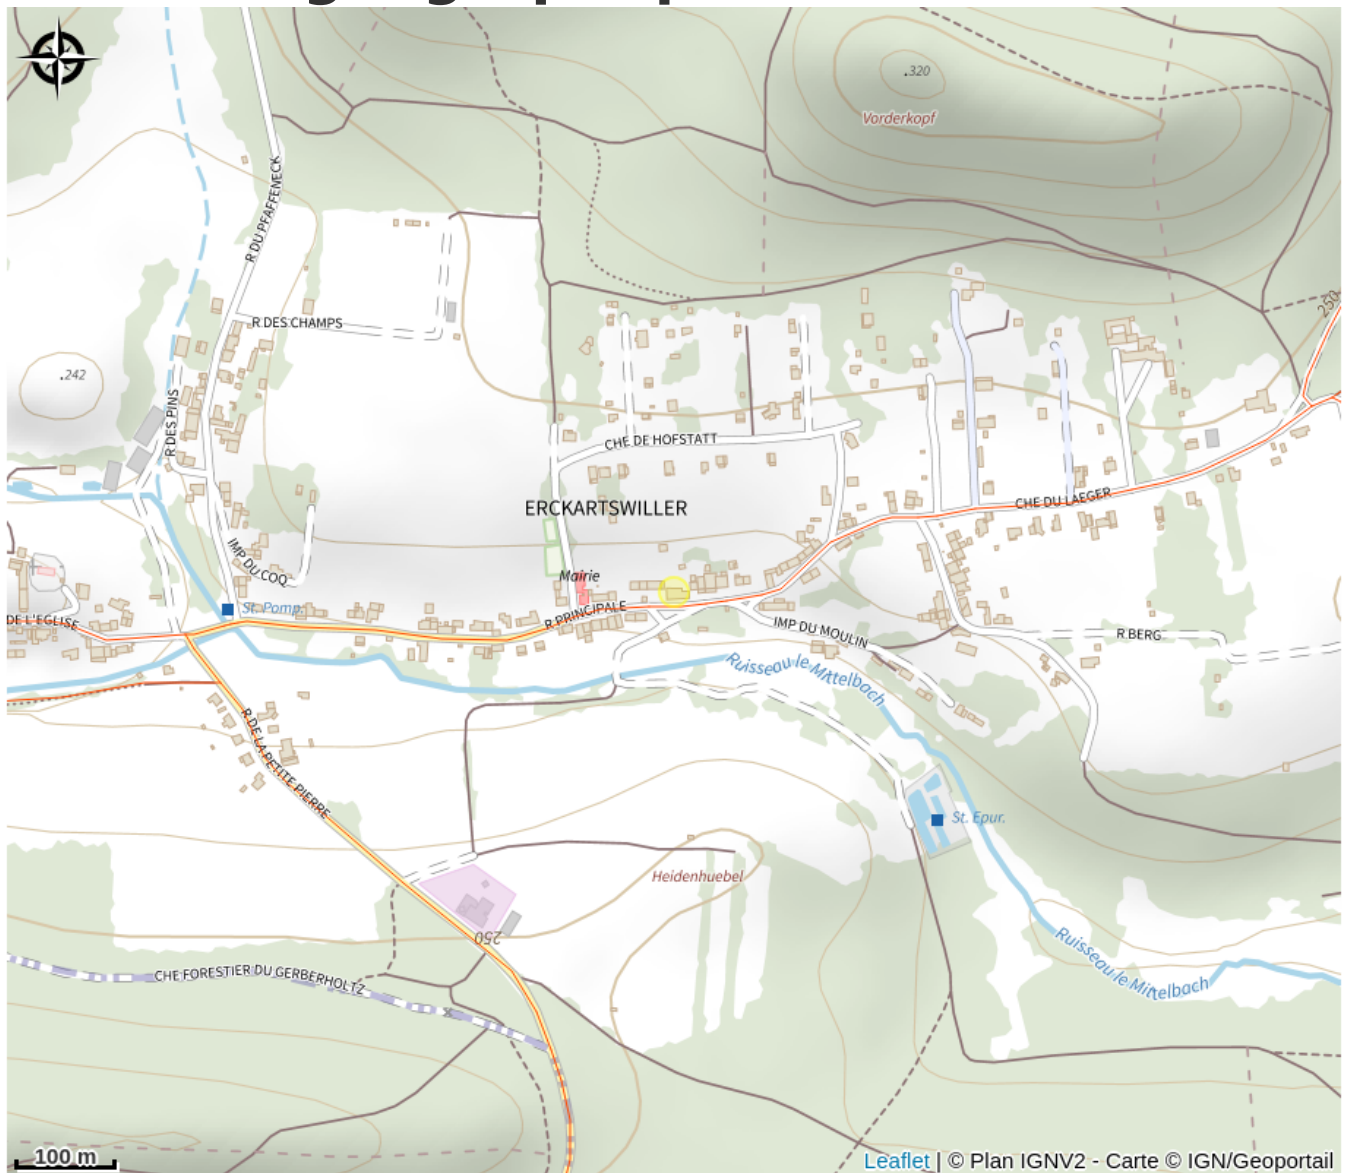 .320
Vorderkopf
R DU PFAFFENECK
250
R DES CHAMPS
.242
R DES PINS
CHE DE HOFSTATT
CHE DU LAEGER
ERCKARTSWILLER
IMP DU COQ
Mairie
St. Pomp.
R PRINCIPALE
DE L'EGLISE
IMP DU MOULIN
R BERG
Ruisseau le Mittelbach
R DE LA PETITE PIERRE
St. Epur.
Heidenhuebel
250
Ruisseau le Mittelbach
CHE FORESTIER DU GERBERHOLTZ
100 m
Leaflet | © Plan IGNV2 - Carte © IGN/Geoportail